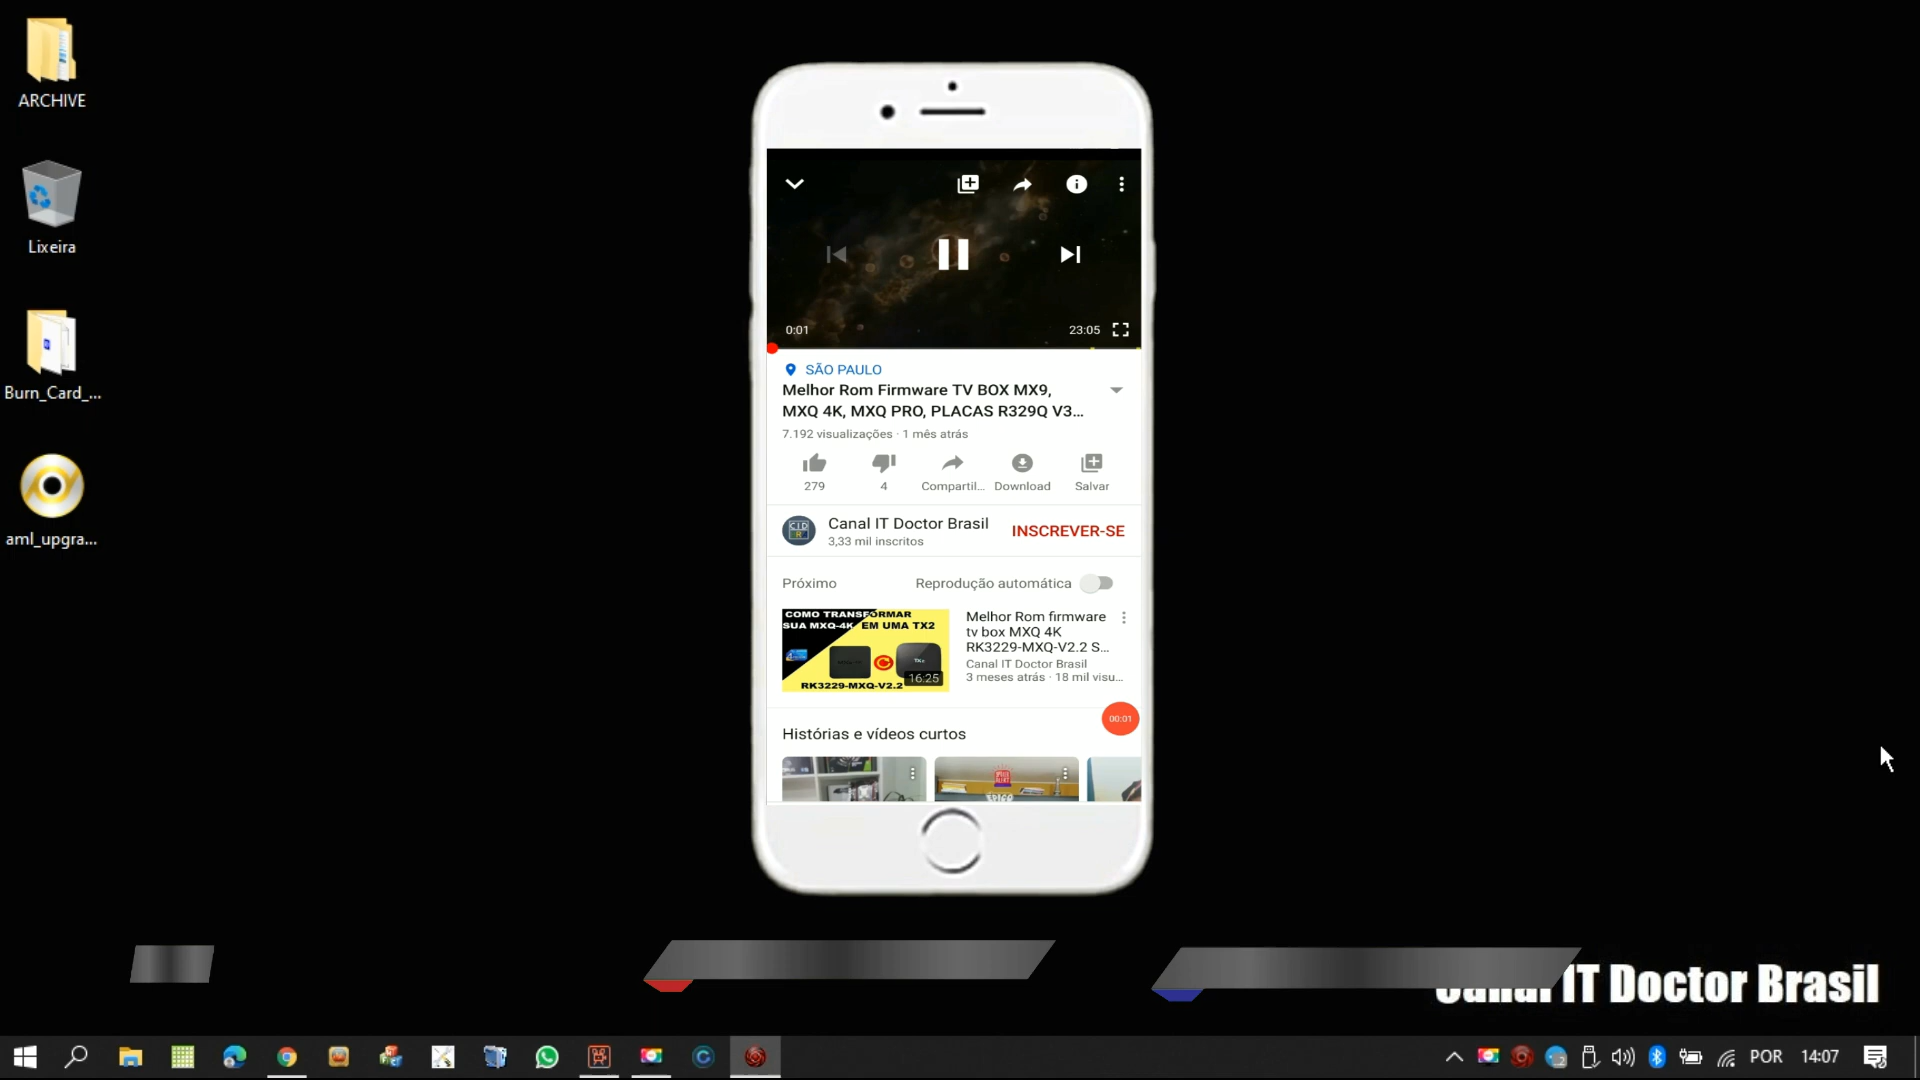 ARCHIVE
Lixeira
Burn_Card_...
aml_upgra...
0:01
23:05
SÃO PAULO
Melhor Rom Firmware TV BOX MX9,
MXQ 4K, MXQ PRO, PLACAS R329Q V3...
7.192 visualizações · 1 mês atrás
279
4
Compartil...
Download
Salvar
CID
R
Canal IT Doctor Brasil
3,33 mil inscritos
INSCREVER-SE
Próximo
Reprodução automática
COMO TRANSFORMAR
SUA MXQ-4K EM UMA TX2
16:25
RK3229-MXQ-V2.2
Melhor Rom firmware
tv box MXQ 4K
RK3229-MXQ-V2.2 S...
Canal IT Doctor Brasil
3 meses atrás · 18 mil visu...
00:01
Histórias e vídeos curtos
Canal IT Doctor Brasil
POR
14:07